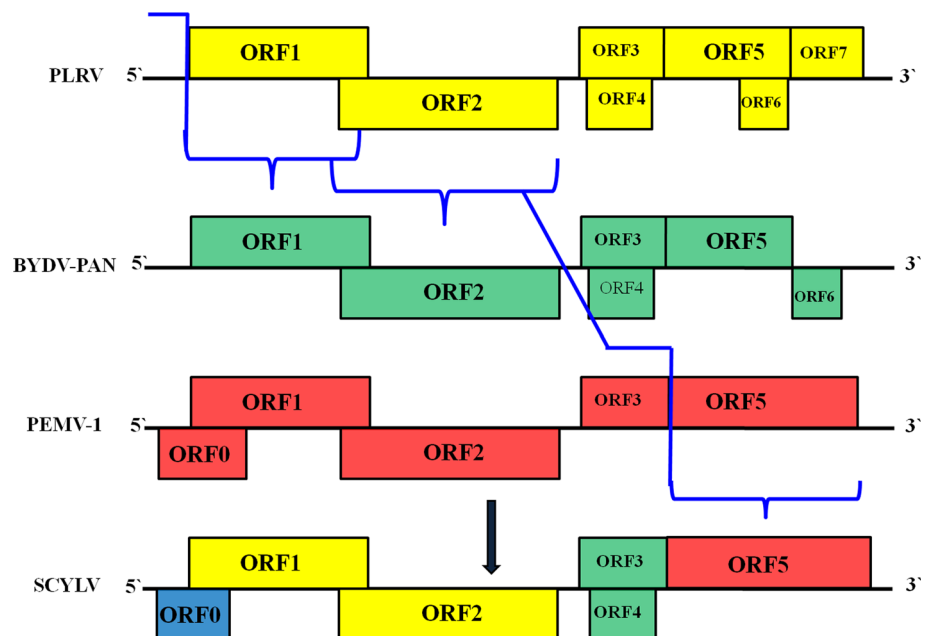 ORF1 ORF3 ORF5 ORF7
PLRV 5` 3`
ORF2 ORF4 ORF6
ORF1 ORF3 ORF5
BYDV-PAN 5` 3`
ORF2 ORF4 ORF6
ORF1 ORF3 ORF5
PEMV-1 5` 3`
ORF0 ORF2
ORF1 ORF3 ORF5
SCYLV 5` 3`
ORF0 ORF2 ORF4